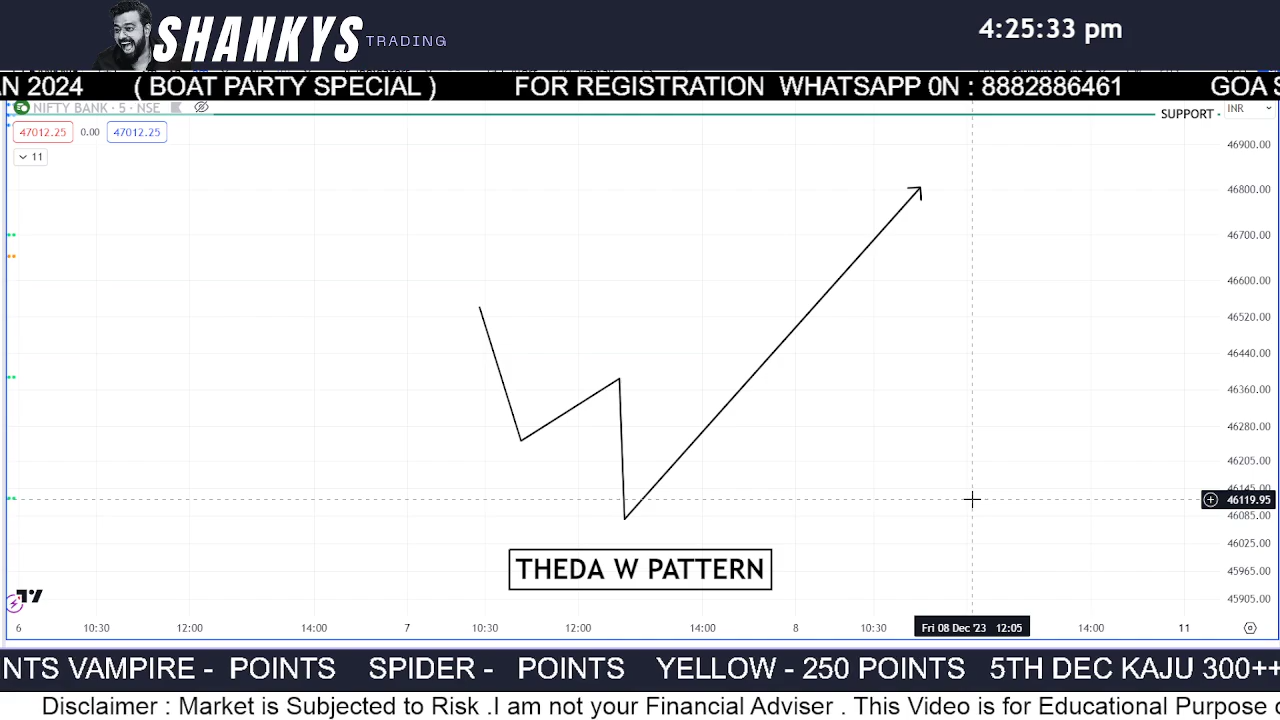 SHANKYS
TRADING
4:25:33 pm
AN 2024 ( BOAT PARTY SPECIAL ) FOR REGISTRATION WHATSAPP 0N : 8882886461 GOA S
NIFTY BANK · 5 · NSE
INR
SUPPORT
47012.25 0.00 47012.25
11
46900.00
46800.00
46700.00
46600.00
46520.00
46440.00
46360.00
46280.00
46205.00
46145.00
46119.95
46085.00
46025.00
45965.00
45905.00
THEDA W PATTERN
6 10:30 12:00 14:00 7 10:30 12:00 14:00 8 10:30 Fri 08 Dec '23 12:05 14:00 11
NTS VAMPIRE - POINTS SPIDER - POINTS YELLOW - 250 POINTS 5TH DEC KAJU 300++
Disclaimer : Market is Subjected to Risk .I am not your Financial Adviser . This Video is for Educational Purpose